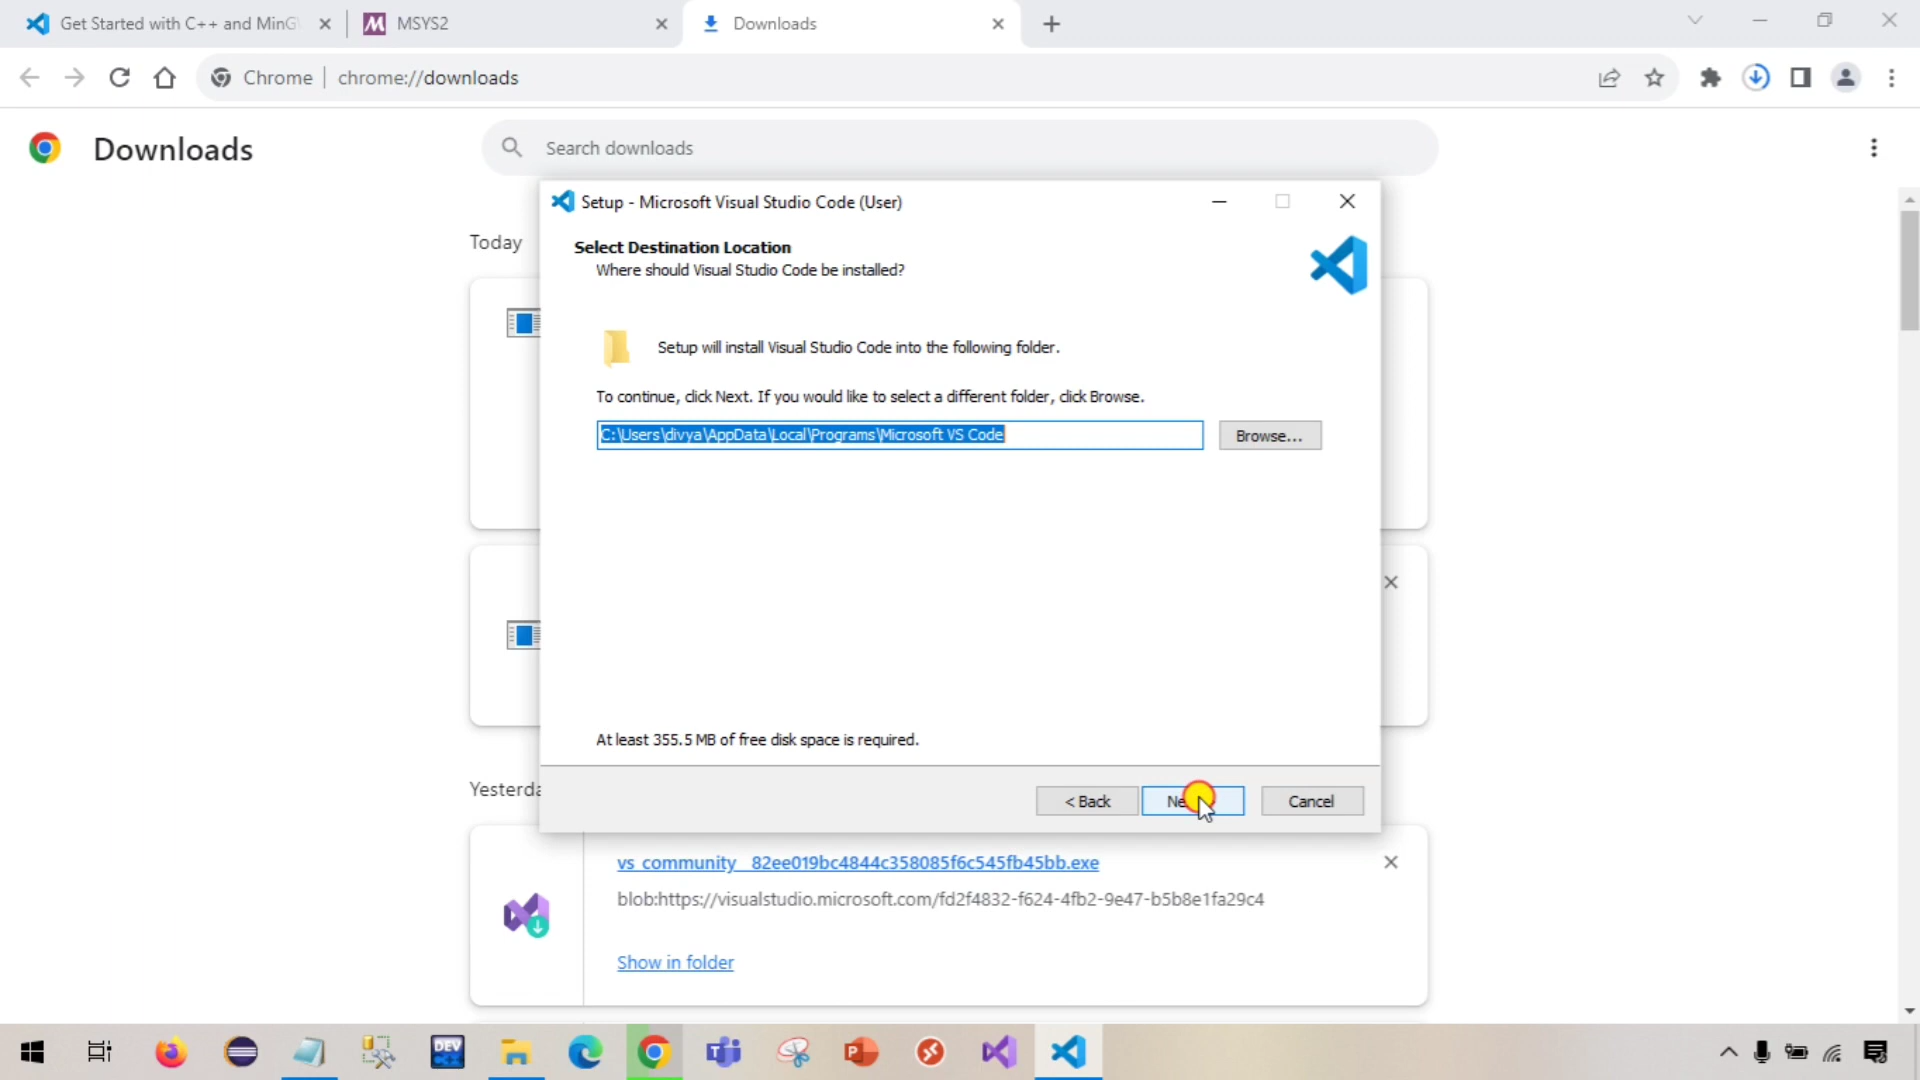 Get Started with C++ and MinG
MSYS2
Downloads
Chrome
chrome://downloads
Downloads
Search downloads
Setup - Microsoft Visual Studio Code (User)
Select Destination Location
Where should Visual Studio Code be installed?
Today
Setup will install Visual Studio Code into the following folder.
To continue, click Next. If you would like to select a different folder, click Browse.
C:\Users\divya\AppData\Local\Programs\Microsoft VS Code
Browse...
At least 355.5 MB of free disk space is required.
Yesterda
< Back
Ne
Cancel
vs_community__82ee019bc4844c358085f6c545fb45bb.exe
blob:https://visualstudio.microsoft.com/fd2f4832-f624-4fb2-9e47-b5b8e1fa29c4
Show in folder
DEV